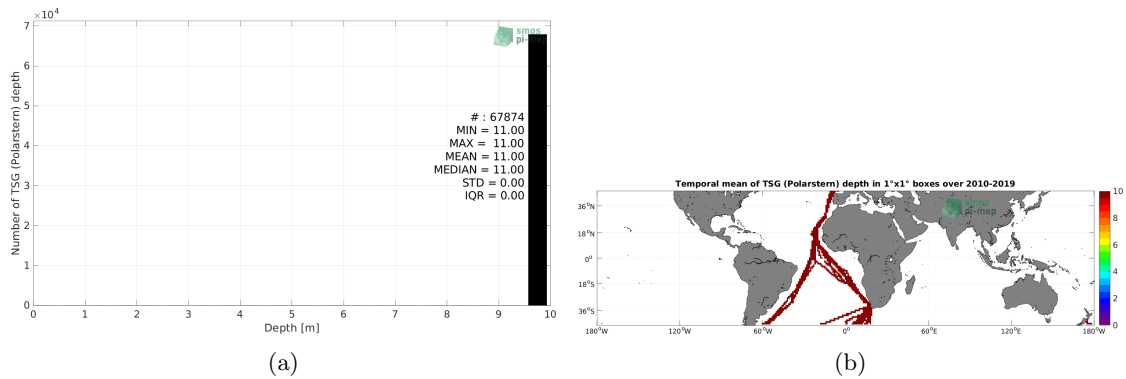 ×10⁴
7
6
5
4
3
2
1
0
Number of TSG (Polarstern) depth
smos
pi-mep
# : 67874
MIN = 11.00
MAX = 11.00
MEAN = 11.00
MEDIAN = 11.00
STD = 0.00
IQR = 0.00
0 1 2 3 4 5 6 7 8 9 10
Depth [m]
(a)
Temporal mean of TSG (Polarstern) depth in 1°x1° boxes over 2010-2019
smos
pi-mep
36°N
18°N
0°
18°S
36°S
180°W 120°W 60°W 0° 60°E 120°E 180°W
10
8
6
4
2
0
(b)